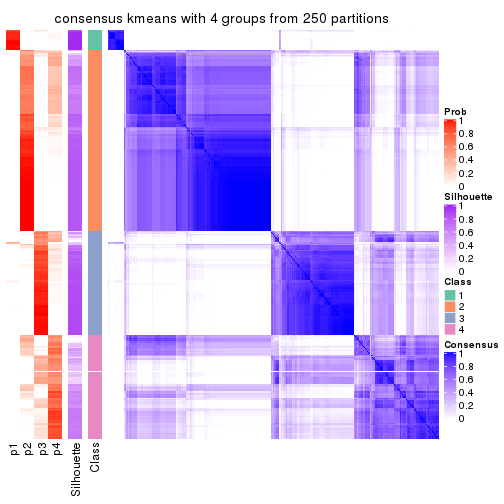 consensus kmeans with 4 groups from 250 partitions
Prob
1
0.8
0.6
0.4
0.2
0
Silhouette
1
0.8
0.6
0.4
0.2
0
Class
1
2
3
4
Consensus
1
0.8
0.6
0.4
0.2
0
p1
p2
p3
p4
Silhouette
Class